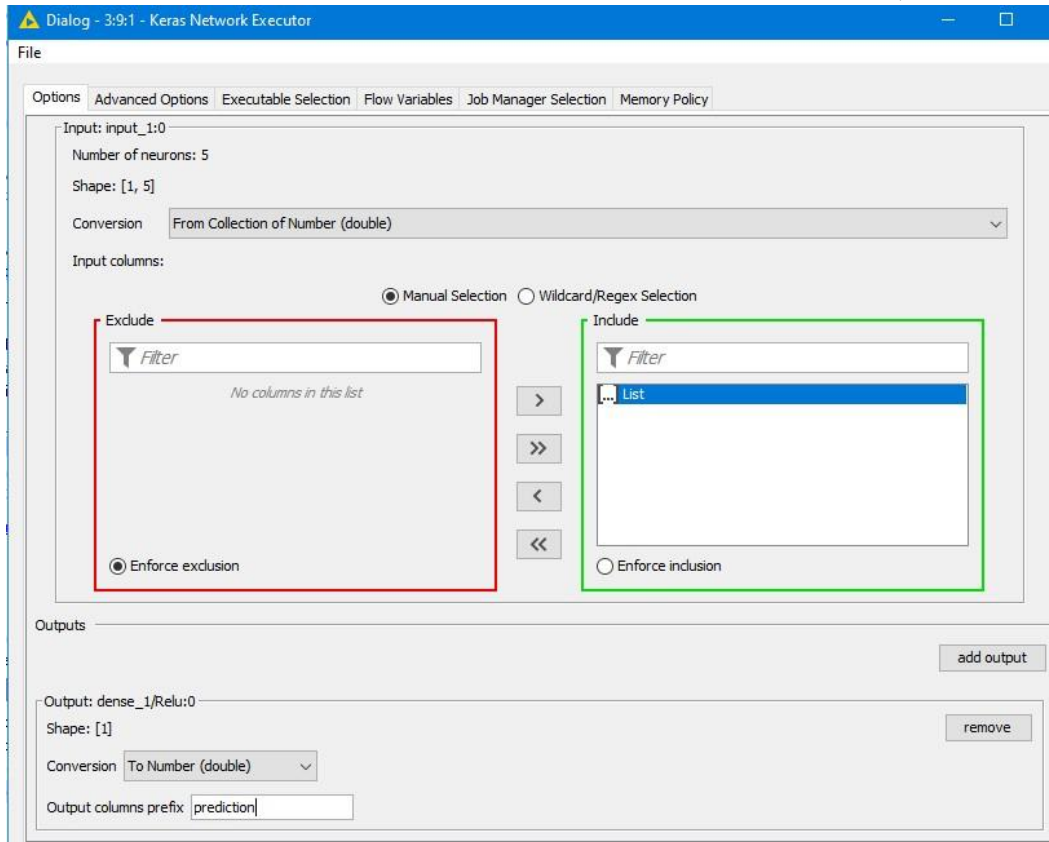 Dialog - 3:9:1 - Keras Network Executor
File
Options Advanced Options Executable Selection Flow Variables Job Manager Selection Memory Policy
Input: input_1:0
Number of neurons: 5
Shape: [1, 5]
Conversion From Collection of Number (double)
Input columns:
Manual Selection Wildcard/Regex Selection
Exclude
Filter
No columns in this list
Enforce exclusion
>
>>
<
<<
Include
Filter
[...] List
Enforce inclusion
Outputs
add output
Output: dense_1/Relu:0
Shape: [1]
remove
Conversion To Number (double)
Output columns prefix prediction